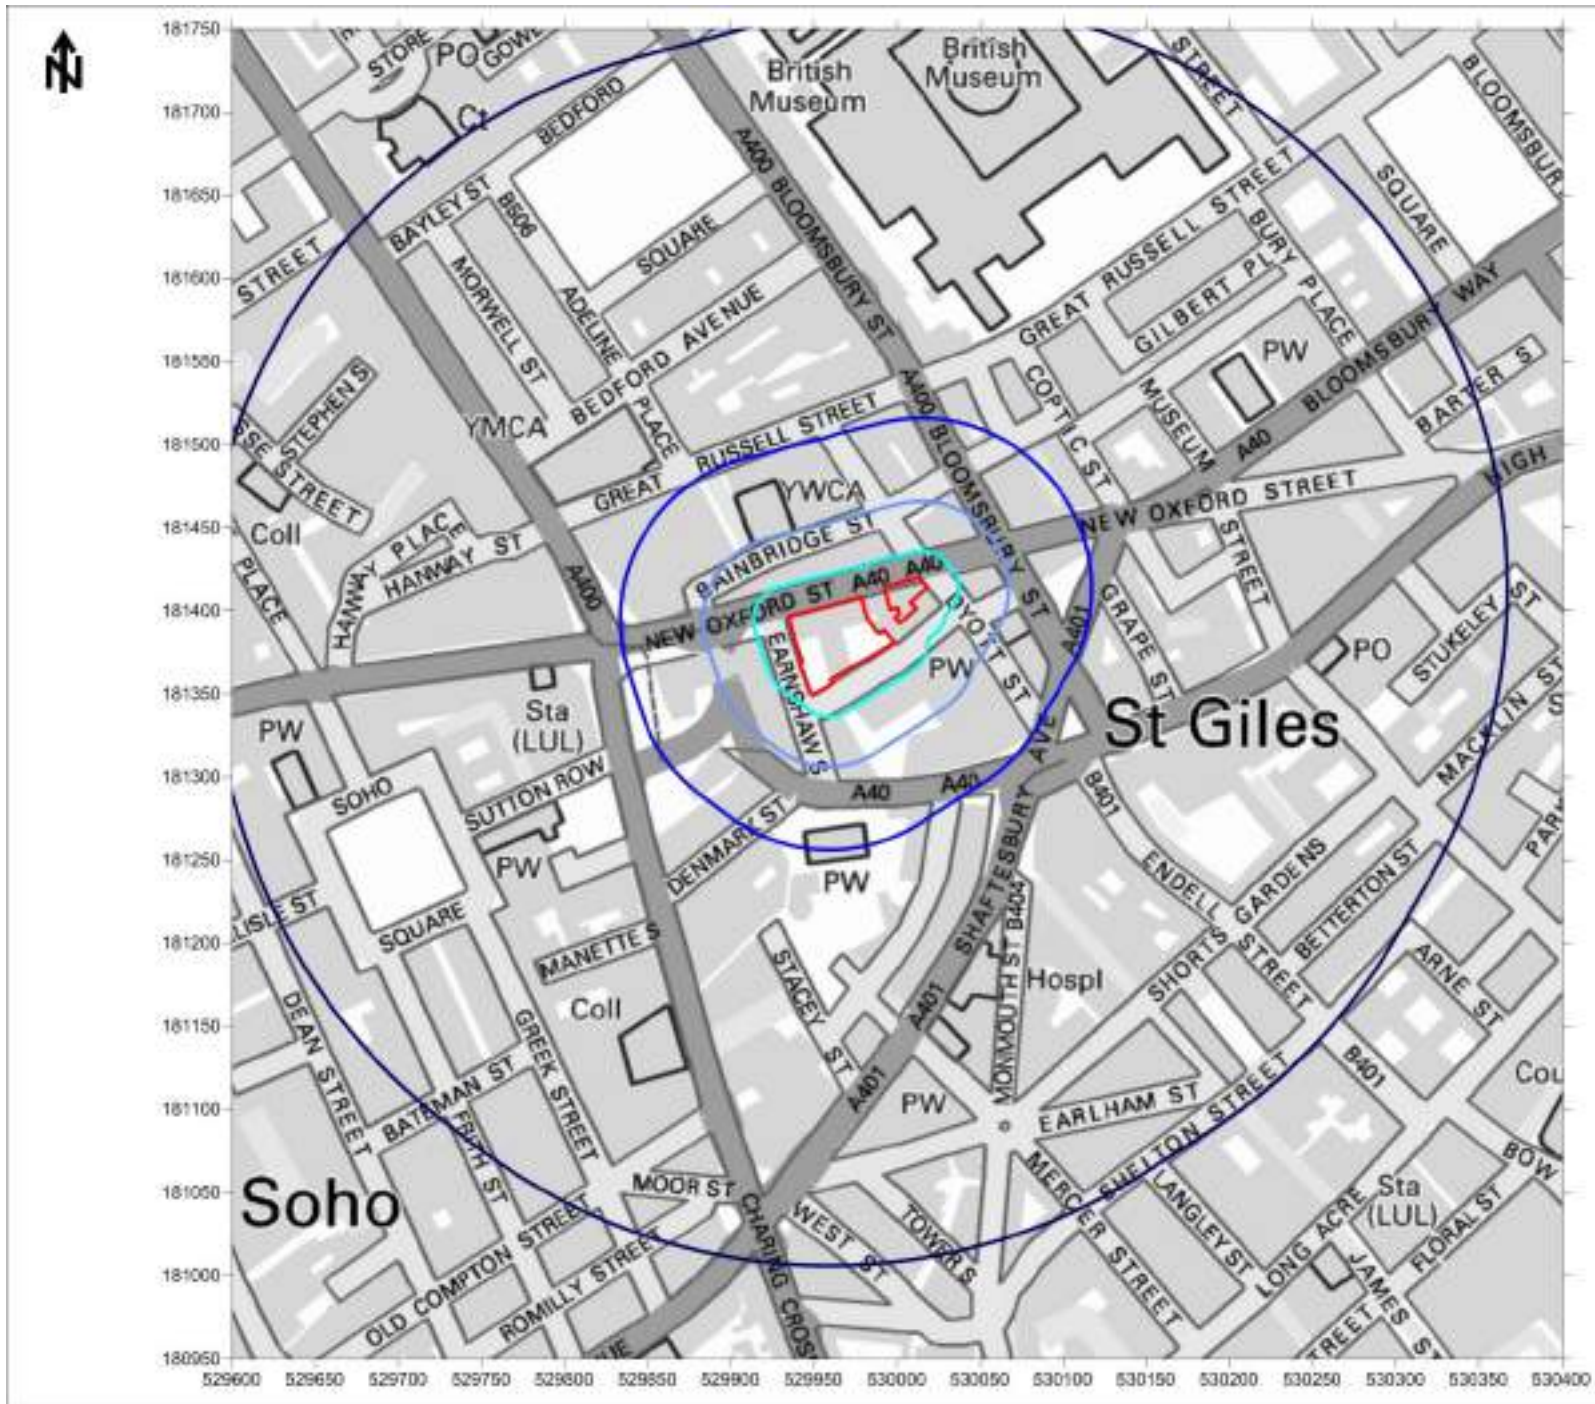 181750
181700
181650
181600
181550
181500
181450
181400
181350
181300
181250
181200
181150
181100
181050
181000
180950
529600
529650
529700
529750
529800
529850
529900
529950
530000
530050
530100
530150
530200
530250
530300
530350
530400
N
STORE
PO
GOWE
Ct
BEDFORD
British
Museum
British
Museum
STREET
BLOOMSBURY
SQUARE
A400 BLOOMSBURY ST
BAYLEY ST
B506
SQUARE
STREET
MORWELL ST
ADELINE
PLACE
BEDFORD AVENUE
GREAT RUSSELL STREET
GILBERT PL
BURY PLACE
BLOOMSBURY WAY
PW
BARTER S
STEPHEN S
SSE STREET
YMCA
GREAT RUSSELL STREET
A400 BLOOMSBURY ST
COPTIC ST
MUSEUM
STREET
A40
HIGH
Coll
YWCA
BAINBRIDGE ST
NEW OXFORD STREET
HANWAY PLACE
HANWAY ST
PLACE
A400
NEW OXFORD ST
A40
A40
DYOTT ST
EARNSHAW S
PW
A401
GRAPE ST
STUKELEY ST
PO
MACKLIN ST
S
St Giles
Sta
(LUL)
PW
SOHO
SUTTON ROW
AVE
A40
A40
B401
DENMARK ST
PW
PW
SHAFTESBURY
ENDELL
STREET
GARDENS
BETTERTON ST
PARK
LISLE ST
SQUARE
MANETTE S
STACEY ST
MONMOUTH ST B404
Hospl
SHORTS
ARNE ST
Coll
A401
DEAN STREET
GREEK STREET
BATEMAN ST
FRITH ST
A401
PW
EARLHAM ST
B401
Cou
SHELTON STREET
BOW
Soho
MOOR ST
CHARING CROSS
WEST ST
TOWER S
MERCER STREET
LANGLEY ST
LONG ACRE
Sta
(LUL)
FLORAL ST
JAMES ST
OLD COMPTON STREET
ROMILLY STREET
UE
STREET